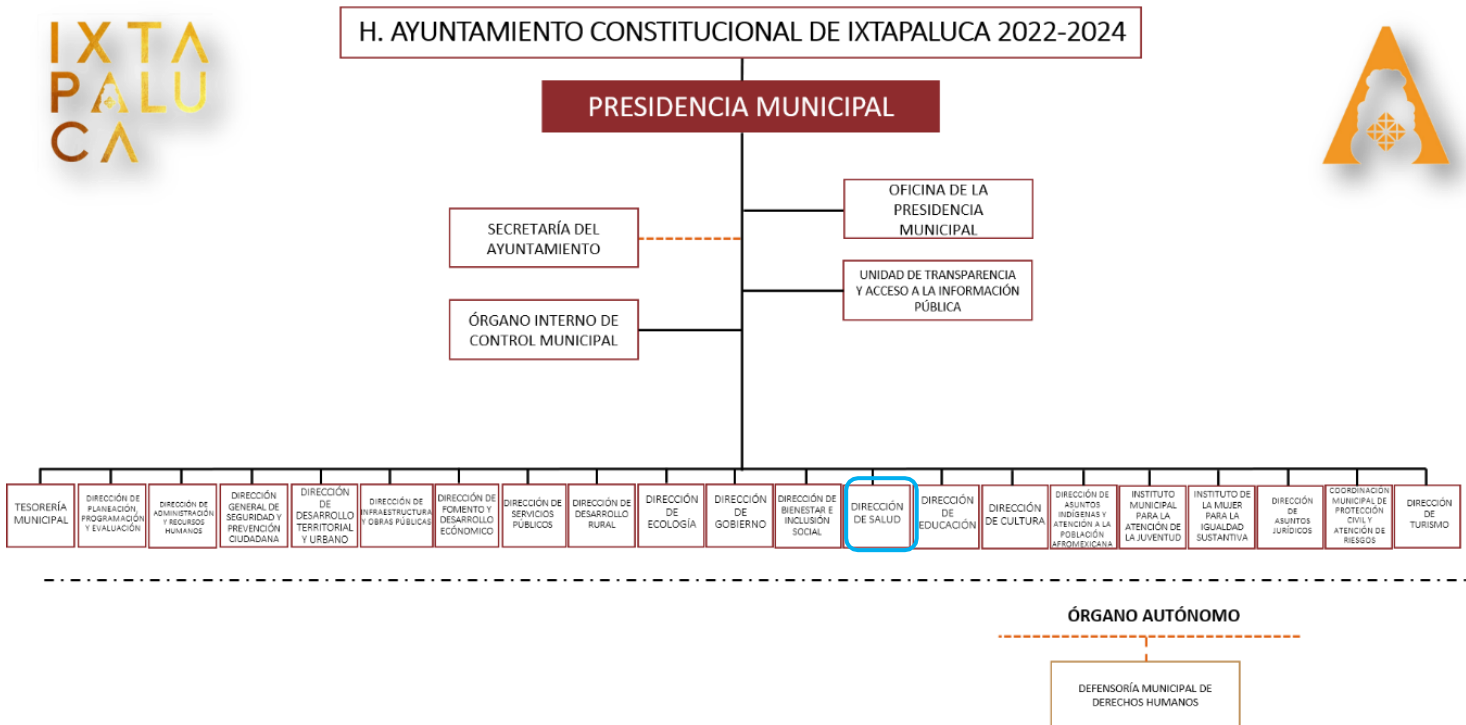 IXTA
PALU
CA
H. AYUNTAMIENTO CONSTITUCIONAL DE IXTAPALUCA 2022-2024
PRESIDENCIA MUNICIPAL
OFICINA DE LA
PRESIDENCIA
MUNICIPAL
SECRETARÍA DEL
AYUNTAMIENTO
UNIDAD DE TRANSPARENCIA
Y ACCESO A LA INFORMACIÓN
PÚBLICA
ÓRGANO INTERNO DE
CONTROL MUNICIPAL
TESORERÍA
MUNICIPAL
DIRECCIÓN DE
PLANEACIÓN,
PROGRAMACIÓN
Y EVALUACIÓN
DIRECCIÓN DE
ADMINISTRACIÓN
Y RECURSOS
HUMANOS
DIRECCIÓN
GENERAL DE
SEGURIDAD Y
PREVENCIÓN
CIUDADANA
DIRECCIÓN
DE
DESARROLLO
TERRITORIAL
Y URBANO
DIRECCIÓN DE
INFRAESTRUCTURA
Y OBRAS PÚBLICAS
DIRECCIÓN DE
FOMENTO Y
DESARROLLO
ECÓNOMICO
DIRECCIÓN DE
SERVICIOS
PÚBLICOS
DIRECCIÓN DE
DESARROLLO
RURAL
DIRECCIÓN
DE
ECOLOGÍA
DIRECCIÓN
DE
GOBIERNO
DIRECCIÓN DE
BIENESTAR E
INCLUSIÓN
SOCIAL
DIRECCIÓN
DE SALUD
DIRECCIÓN
DE
EDUCACIÓN
DIRECCIÓN
DE CULTURA
DIRECCIÓN DE
ASUNTOS
INDÍGENAS Y
ATENCIÓN A LA
POBLACIÓN
AFROMEXICANA
INSTITUTO
MUNICIPAL
PARA LA
ATENCIÓN DE
LA JUVENTUD
INSTITUTO DE
LA MUJER
PARA LA
IGUALDAD
SUSTANTIVA
DIRECCIÓN
DE
ASUNTOS
JURÍDICOS
COORDINACIÓN
MUNICIPAL DE
PROTECCIÓN
CIVIL Y
ATENCIÓN DE
RIESGOS
DIRECCIÓN
DE
TURISMO
ÓRGANO AUTÓNOMO
DEFENSORÍA MUNICIPAL DE
DERECHOS HUMANOS